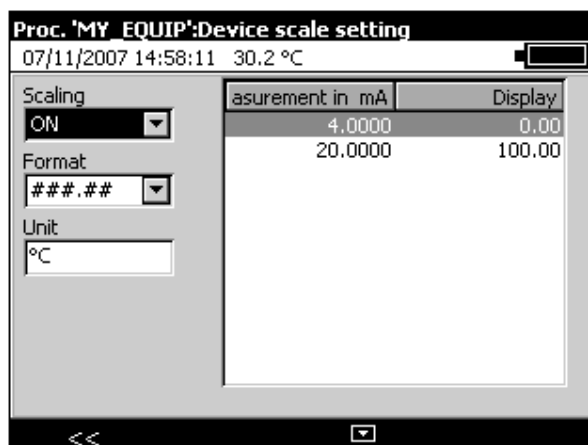 Proc. 'MY_EQUIP':Device scale setting
07/11/2007 14:58:11 30.2 °C
Scaling
ON
Format
###.##
Unit
°C
asurement in mA Display
4.0000 0.00
20.0000 100.00
<<